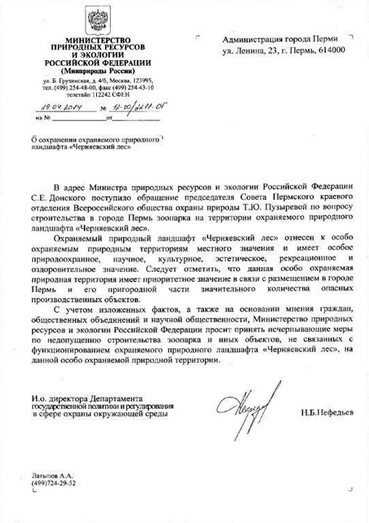 МИНИСТЕРСТВО
ПРИРОДНЫХ РЕСУРСОВ
И ЭКОЛОГИИ
РОССИЙСКОЙ ФЕДЕРАЦИИ
(Минприроды России)
ул. Б. Грузинская, д. 4/6, Москва, 123995,
тел. (499) 254-48-00, факс (499) 254-43-10
телетайп 112242 СФЕН
29.04.2014 № 12-00/
на № от
Администрация города Перми
ул. Ленина, 23, г. Пермь, 614000
О сохранении охраняемого природного
ландшафта «Черняевский лес»
В адрес Министра природных ресурсов и экологии Российской Федерации
С.Е. Донского поступило обращение председателя Совета Пермского краевого
отделения Всероссийского общества охраны природы Т.Ю. Пузыревой по вопросу
строительства в городе Пермь зоопарка на территории охраняемого природного
ландшафта «Черняевский лес».
Охраняемый природный ландшафт «Черняевский лес» отнесен к особо
охраняемым природным территориям местного значения и имеет особое
природоохранное, научное, культурное, эстетическое, рекреационное и
оздоровительное значение. Следует отметить, что данная особо охраняемая
природная территория имеет приоритетное значение в связи с размещением в городе
Пермь и его пригородной части значительного количества опасных
производственных объектов.
С учетом изложенных фактов, а также на основании мнения граждан,
общественных объединений и научной общественности, Министерство природных
ресурсов и экологии Российской Федерации просит принять исчерпывающие меры
по недопущению строительства зоопарка и иных объектов, не связанных с
функционированием охраняемого природного ландшафта «Черняевский лес», на
данной особо охраняемой природной территории.
И.о. директора Департамента
государственной политики и регулирования
в сфере охраны окружающей среды
Н.Б.Нефедьев
Латыпов А.А.
(499)724-29-52